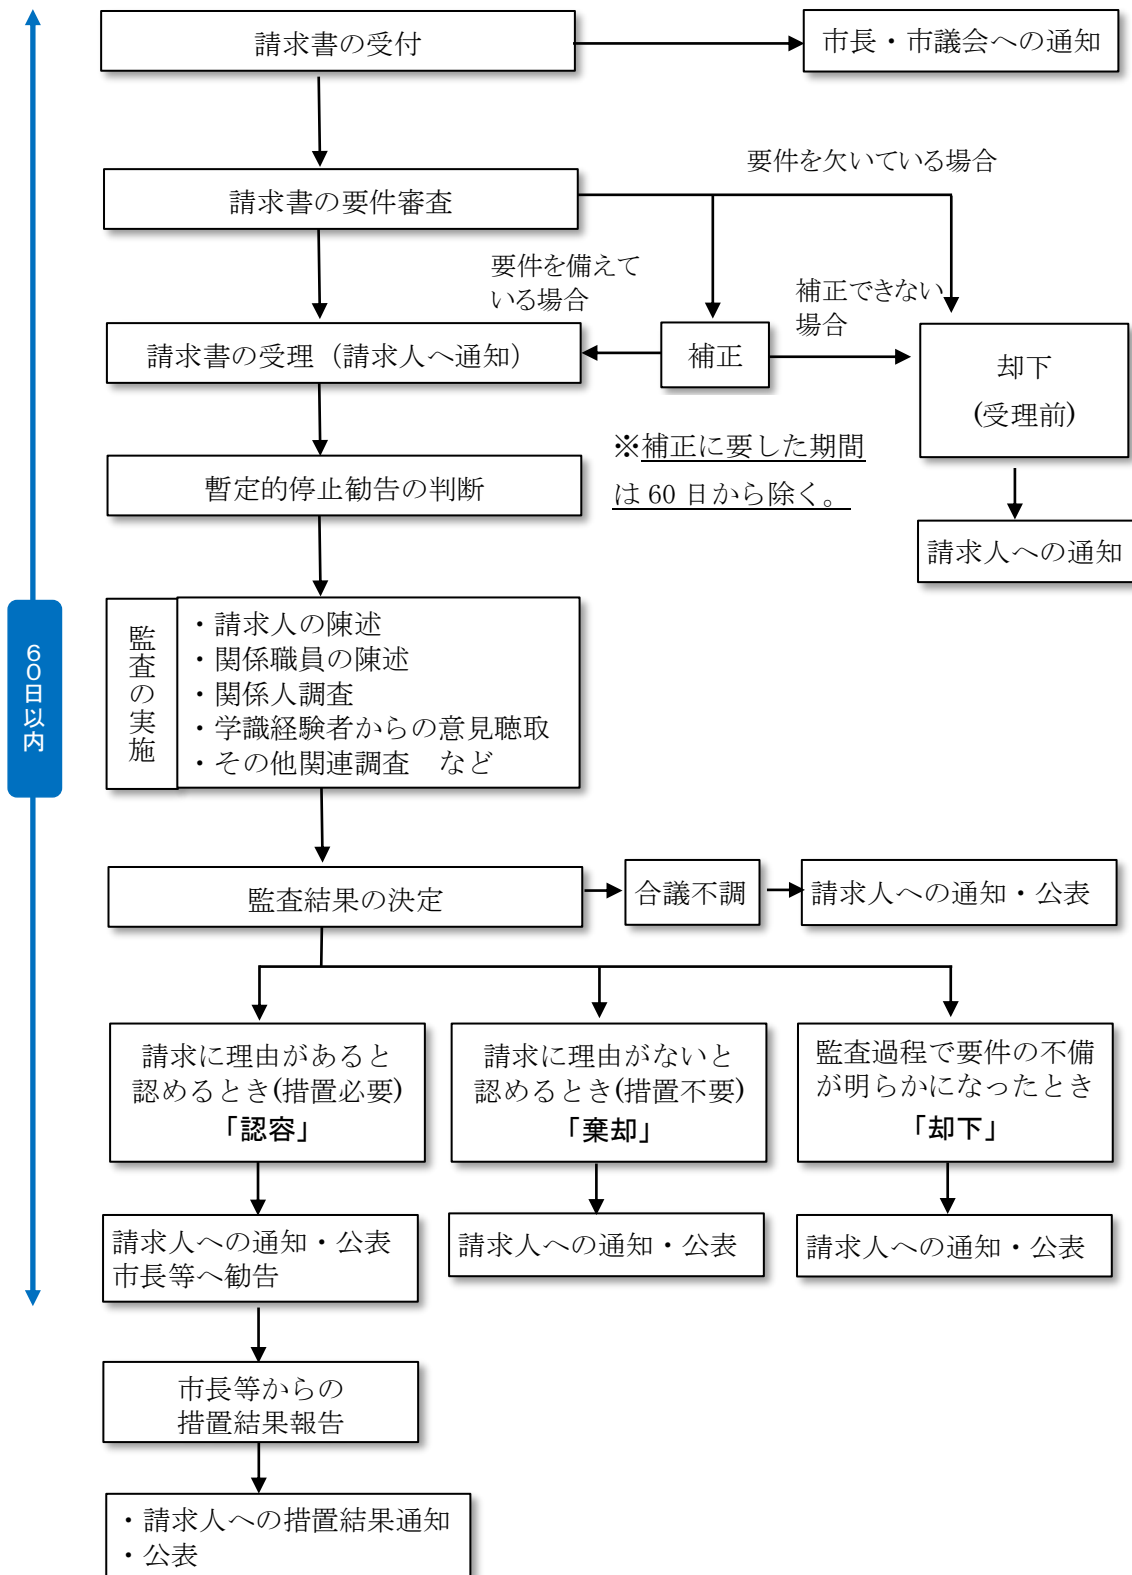 請求書の受付
市長・市議会への通知
要件を欠いている場合
請求書の要件審査
要件を備えて
いる場合
補正できない
場合
請求書の受理（請求人へ通知）
補正
却下
(受理前)
※補正に要した期間
は 60 日から除く。
暫定的停止勧告の判断
請求人への通知
60日以内
監査の実施
・請求人の陳述
・関係職員の陳述
・関係人調査
・学識経験者からの意見聴取
・その他関連調査　など
監査結果の決定
合議不調
請求人への通知・公表
請求に理由があると
認めるとき(措置必要)
「認容」
請求に理由がないと
認めるとき(措置不要)
「棄却」
監査過程で要件の不備
が明らかになったとき
「却下」
請求人への通知・公表
市長等へ勧告
請求人への通知・公表
請求人への通知・公表
市長等からの
措置結果報告
・請求人への措置結果通知
・公表